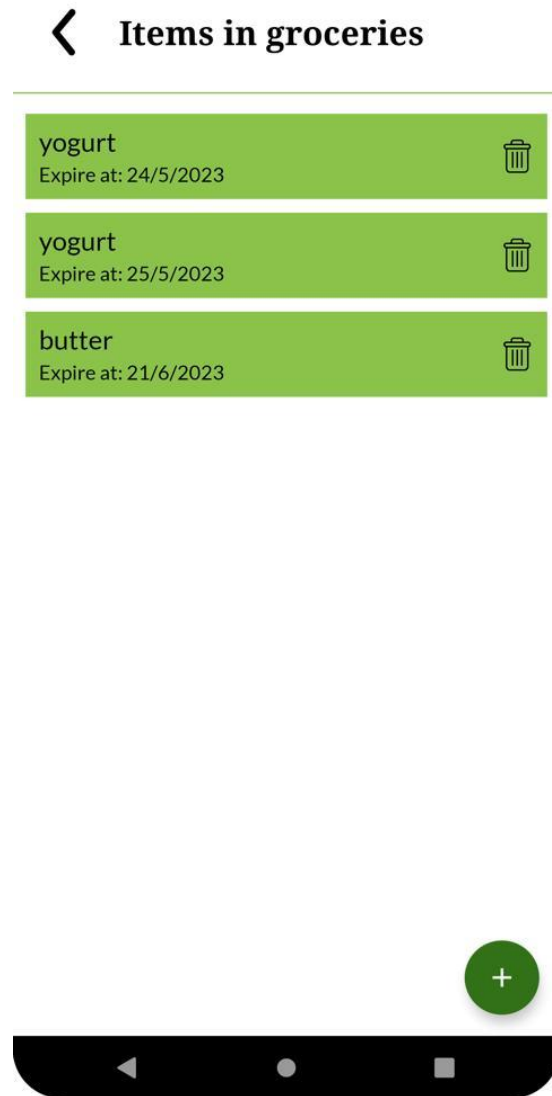 Items in groceries
yogurt
Expire at: 24/5/2023
yogurt
Expire at: 25/5/2023
butter
Expire at: 21/6/2023
+